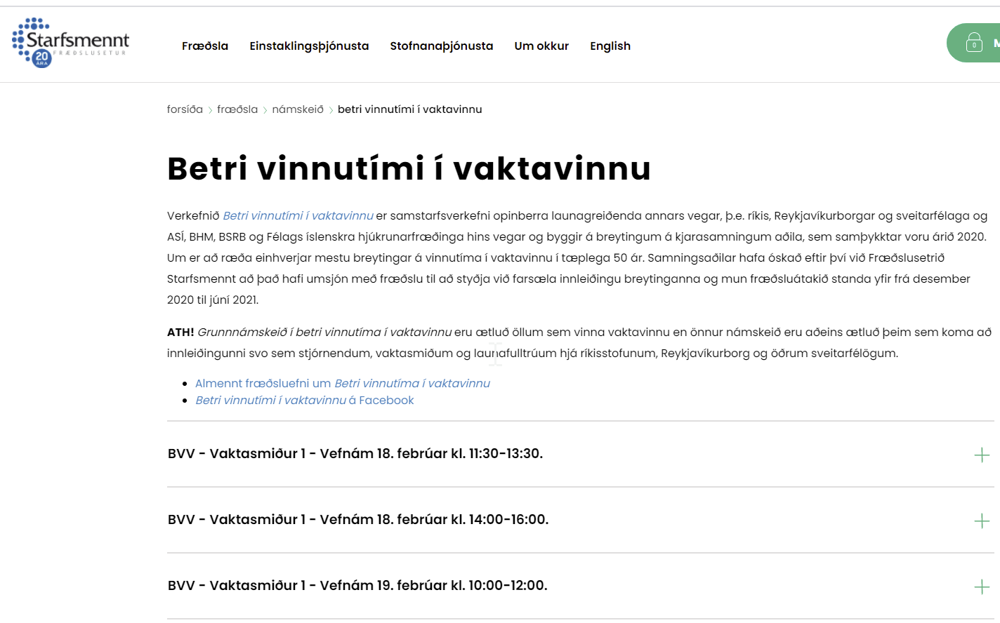 Starfsmennt
FRÆÐSLUSETUR
20
ÁRA
Fræðsla Einstaklingsþjónusta Stofnanaþjónusta Um okkur English
0
M
forsíða > fræðsla > námskeið > betri vinnutími í vaktavinnu
Betri vinnutími í vaktavinnu
Verkefnið Betri vinnutími í vaktavinnu er samstarfsverkefni opinberra launagreiðenda annars vegar, þ.e. ríkis, Reykjavíkurborgar og sveitarfélaga og
ASÍ, BHM, BSRB og Félags íslenskra hjúkrunarfræðinga hins vegar og byggir á breytingum á kjarasamningum aðila, sem samþykktar voru árið 2020.
Um er að ræða einhverjar mestu breytingar á vinnutíma í vaktavinnu í tæplega 50 ár. Samningsaðilar hafa óskað eftir því við Fræðslusetrið
Starfsmennt að það hafi umsjón með fræðslu til að styðja við farsæla innleiðingu breytinganna og mun fræðsluátakið standa yfir frá desember
2020 til júní 2021.
ATH! Grunnnámskeið í betri vinnutíma í vaktavinnu eru ætluð öllum sem vinna vaktavinnu en önnur námskeið eru aðeins ætluð þeim sem koma að
innleiðingunni svo sem stjórnendum, vaktasmiðum og launafulltrúum hjá ríkisstofunum, Reykjavíkurborg og öðrum sveitarfélögum.
• Almennt fræðsluefni um Betri vinnutíma í vaktavinnu
• Betri vinnutími í vaktavinnu á Facebook
BVV - Vaktasmiður 1 - Vefnám 18. febrúar kl. 11:30-13:30.
BVV - Vaktasmiður 1 - Vefnám 18. febrúar kl. 14:00-16:00.
BVV - Vaktasmiður 1 - Vefnám 19. febrúar kl. 10:00-12:00.